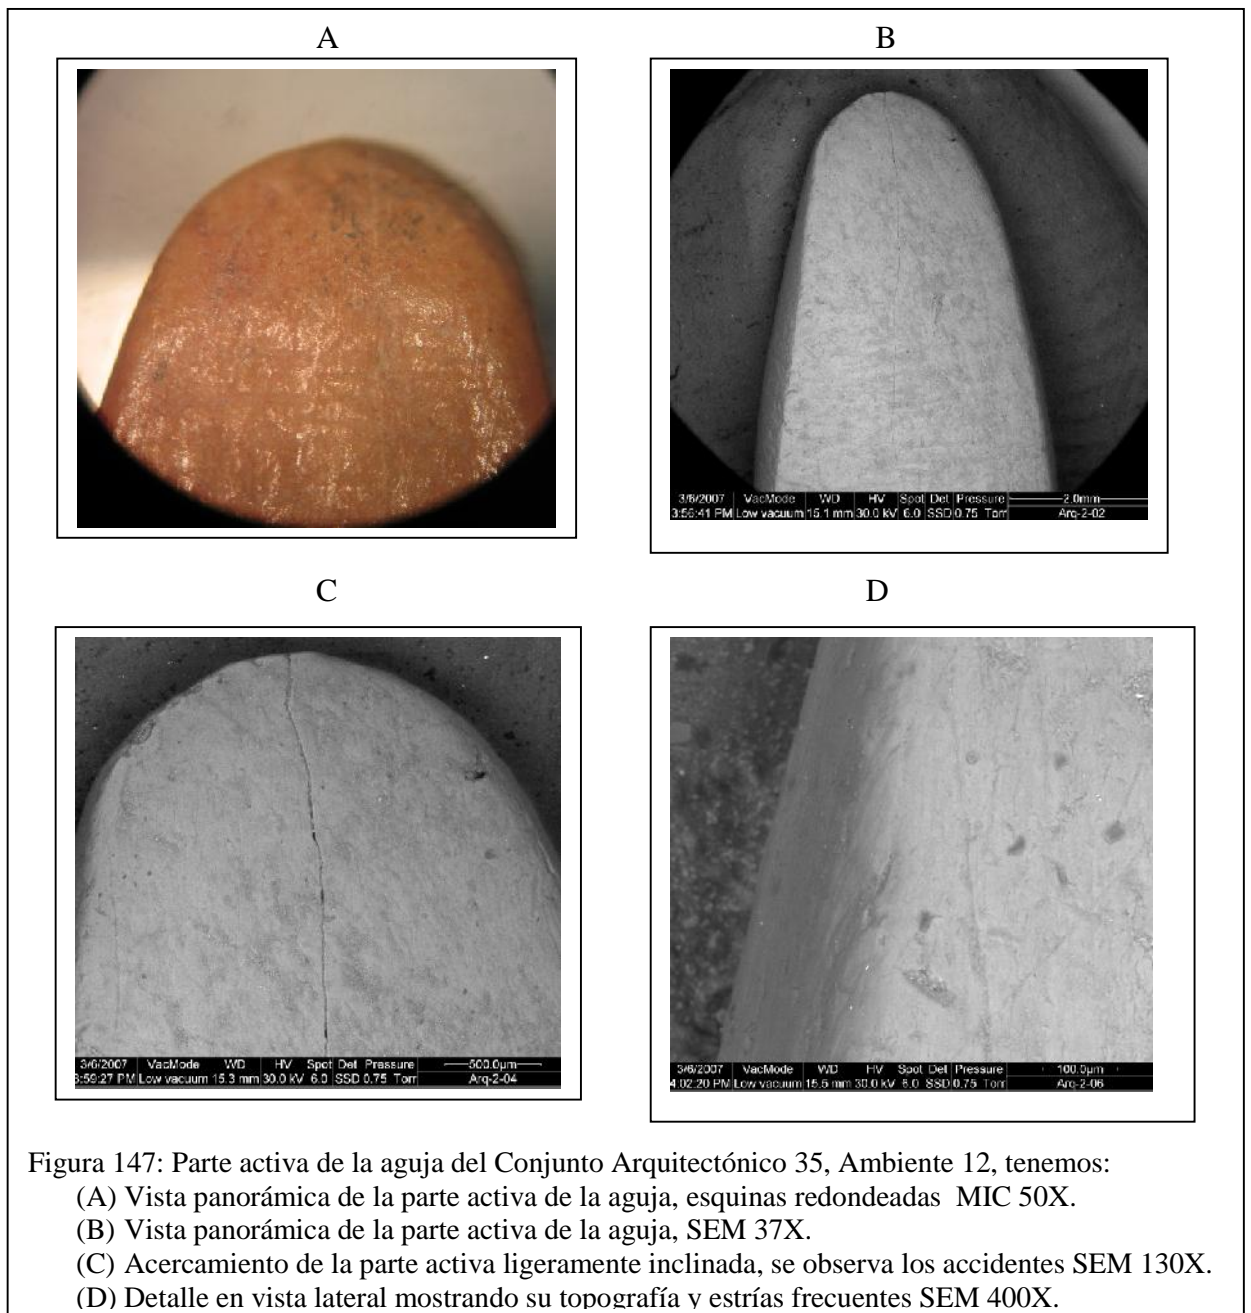 A
B
3/6/2007 VacMode WD HV Spot Det Pressure 2.0mm
3:56:41 PM Low vacuum 15.1 mm 30.0 kV 6.0 SSD 0.75 Torr Arq-2-02
C
D
3/6/2007 VacMode WD HV Spot Det Pressure 500.0µm
3:59:27 PM Low vacuum 15.3 mm 30.0 kV 6.0 SSD 0.75 Torr Arq-2-04
3/6/2007 VacMode WD HV Spot Det Pressure 100.0µm
4:02:20 PM Low vacuum 15.5 mm 30.0 kV 6.0 SSD 0.75 Torr Arq-2-06
Figura 147: Parte activa de la aguja del Conjunto Arquitectónico 35, Ambiente 12, tenemos:
(A) Vista panorámica de la parte activa de la aguja, esquinas redondeadas MIC 50X.
(B) Vista panorámica de la parte activa de la aguja, SEM 37X.
(C) Acercamiento de la parte activa ligeramente inclinada, se observa los accidentes SEM 130X.
(D) Detalle en vista lateral mostrando su topografía y estrías frecuentes SEM 400X.